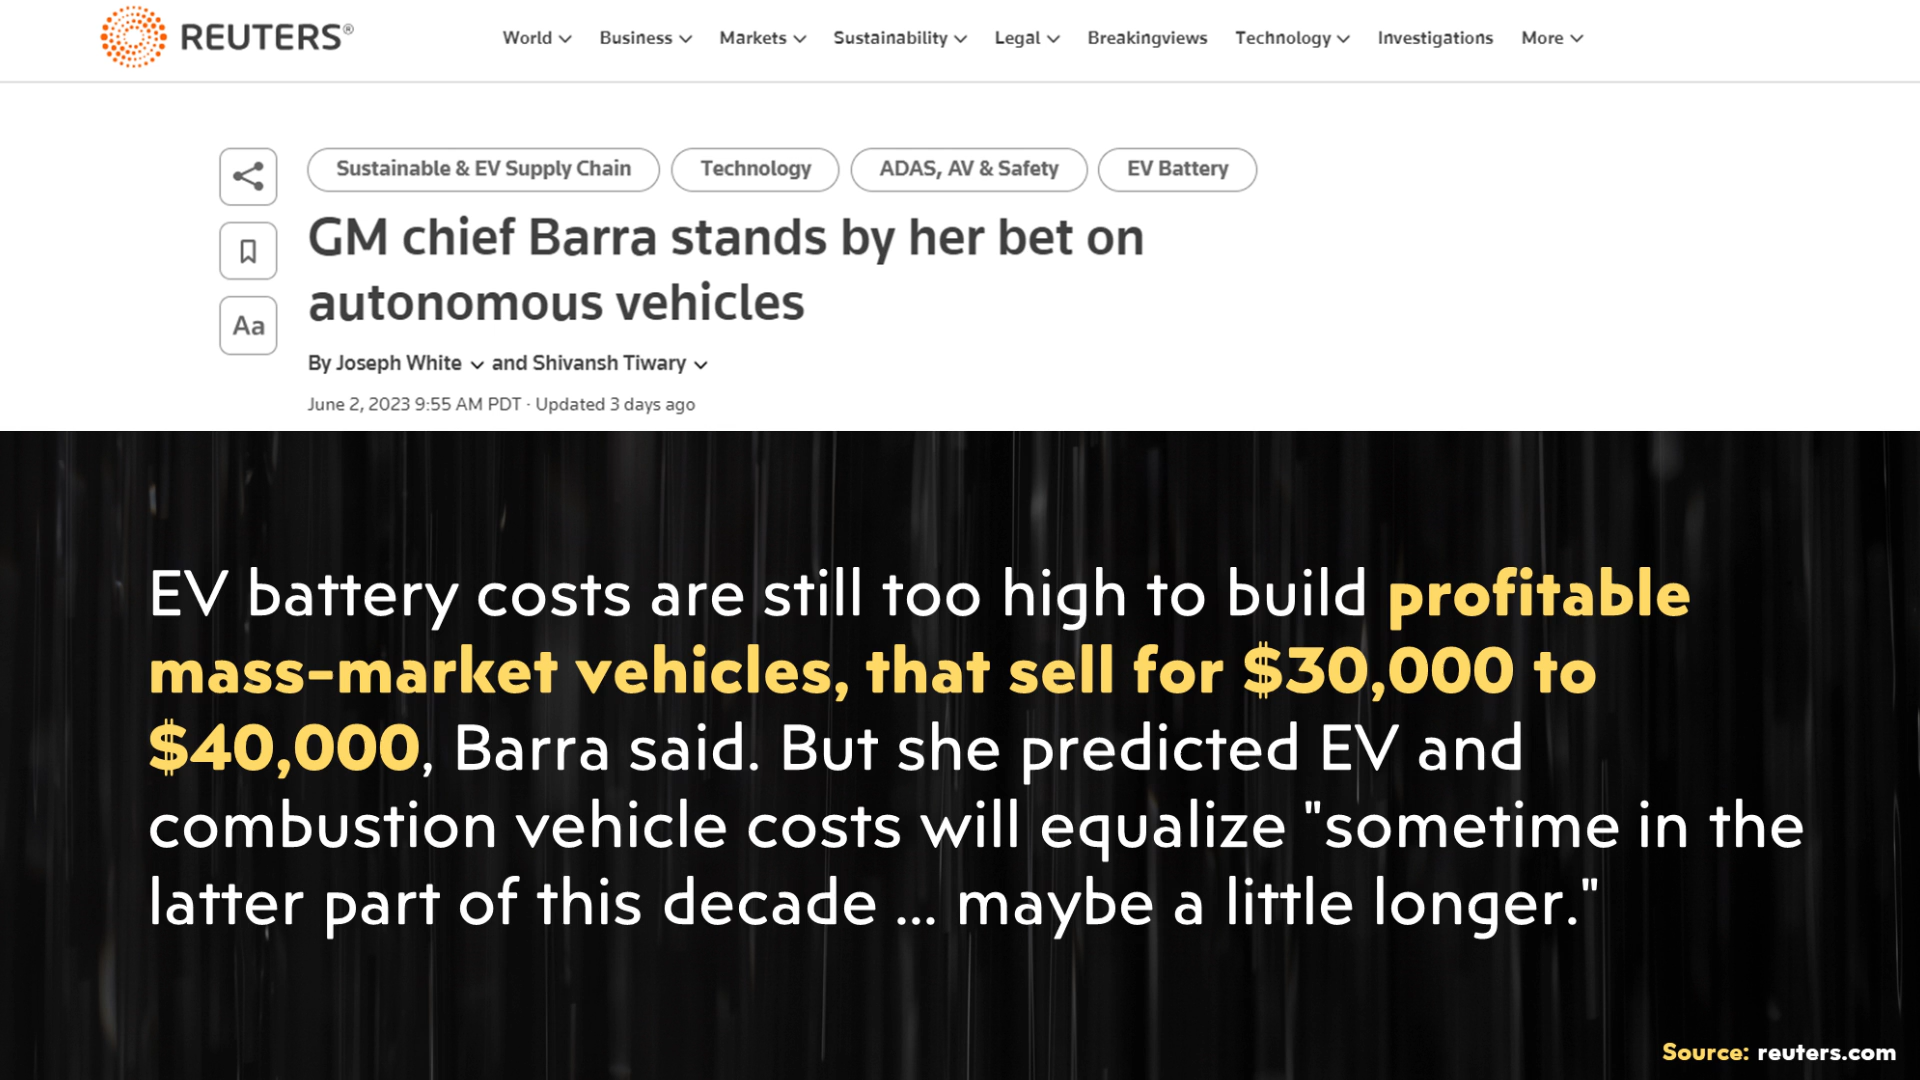 REUTERS®
World Business Markets Sustainability Legal Breakingviews Technology Investigations More
Sustainable & EV Supply Chain Technology ADAS, AV & Safety EV Battery
GM chief Barra stands by her bet on
autonomous vehicles
Aa
By Joseph White and Shivansh Tiwary
June 2, 2023 9:55 AM PDT · Updated 3 days ago
EV battery costs are still too high to build profitable
mass-market vehicles, that sell for $30,000 to
$40,000, Barra said. But she predicted EV and
combustion vehicle costs will equalize "sometime in the
latter part of this decade ... maybe a little longer."
Source: reuters.com